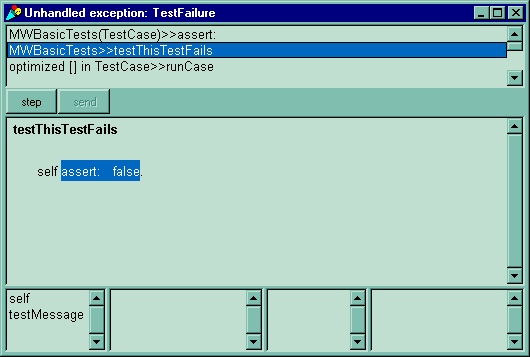 Unhandled exception: TestFailure
MWBasicTests(TestCase)>>assert:
MWBasicTests>>testThisTestFails
optimized [] in TestCase>>runCase
step send
testThisTestFails
self assert: false.
self
testMessage